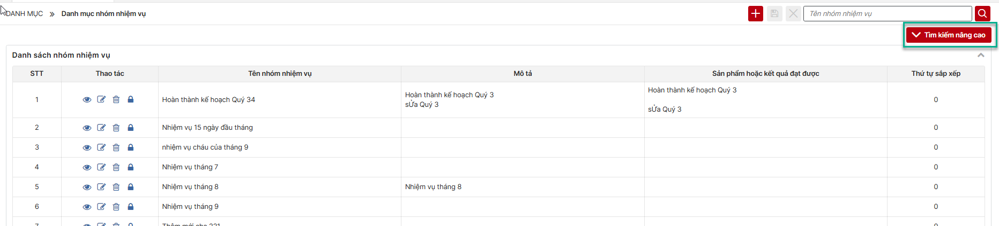 DANH MỤC » Danh mục nhóm nhiệm vụ
Tên nhóm nhiệm vụ
Tìm kiếm nâng cao
Danh sách nhóm nhiệm vụ
STT Thao tác Tên nhóm nhiệm vụ Mô tả Sản phẩm hoặc kết quả đạt được Thứ tự sắp xếp
1 Hoàn thành kế hoạch Quý 34 Hoàn thành kế hoạch Quý 3 Hoàn thành kế hoạch Quý 3 0
sỬa Quý 3 sỬa Quý 3
2 Nhiệm vụ 15 ngày đầu tháng 0
3 nhiệm vụ cháu của tháng 9 0
4 Nhiệm vụ tháng 7 0
5 Nhiệm vụ tháng 8 Nhiệm vụ tháng 8 0
6 Nhiệm vụ tháng 9 0
7 Thêm mới cha 221 0